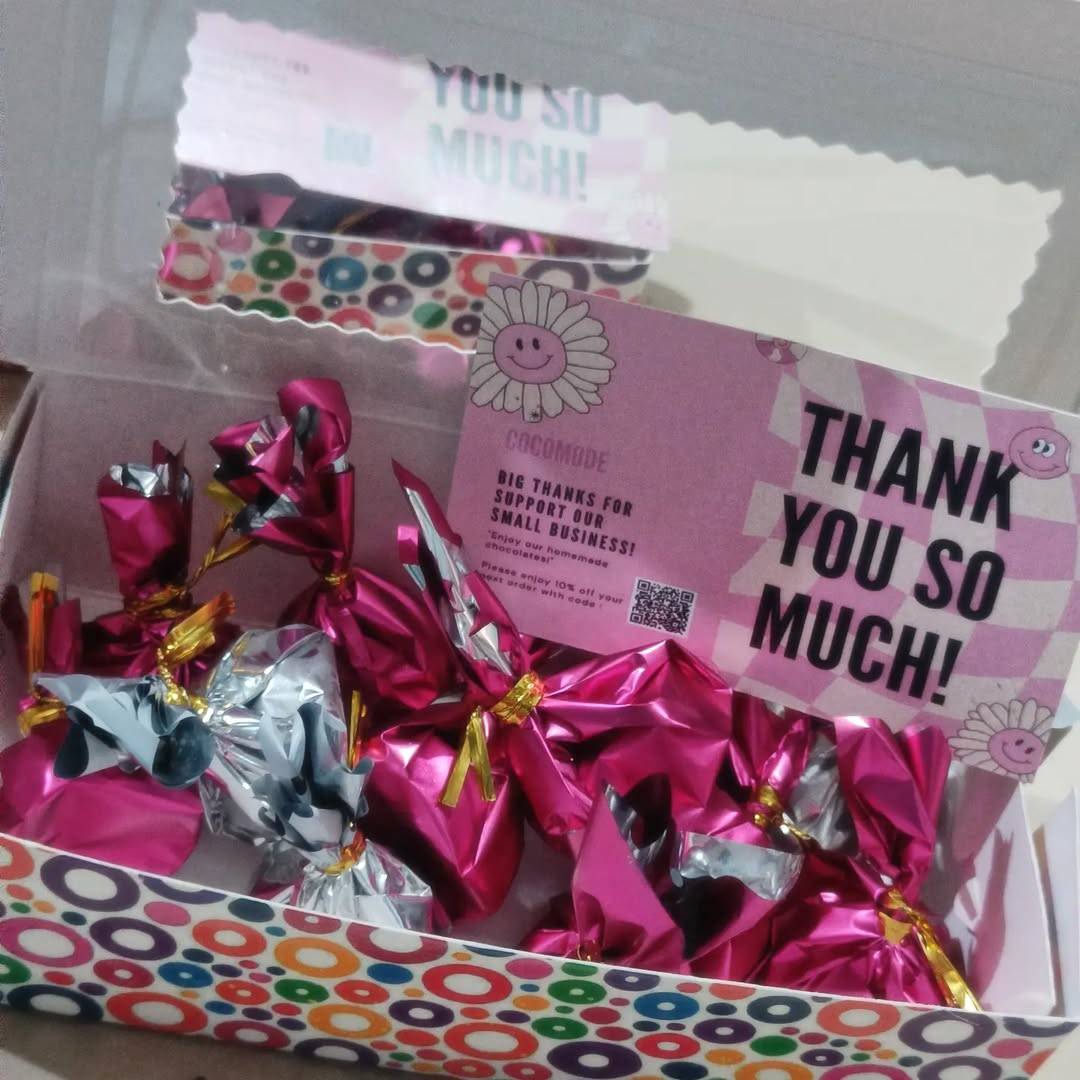 YOU SO
MUCH!
COCOMODE
BIG THANKS FOR
SUPPORT OUR
SMALL BUSINESS!
"Enjoy our homemade
chocolates!"
Please enjoy 10% off your
next order with code :
THANK
YOU SO
MUCH!